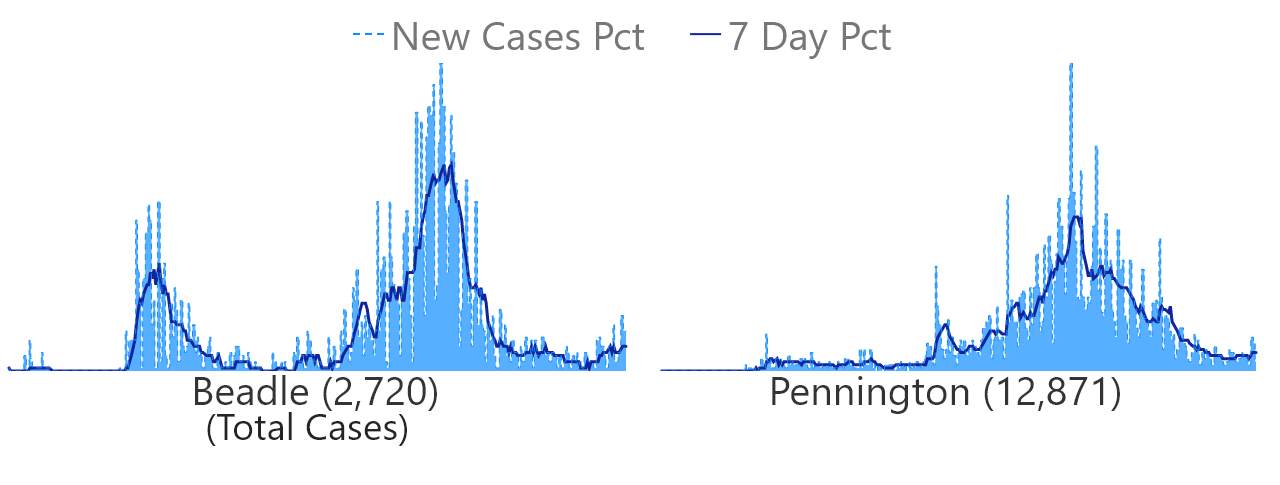 New Cases Pct 7 Day Pct
Beadle (2,720) Pennington (12,871)
(Total Cases)